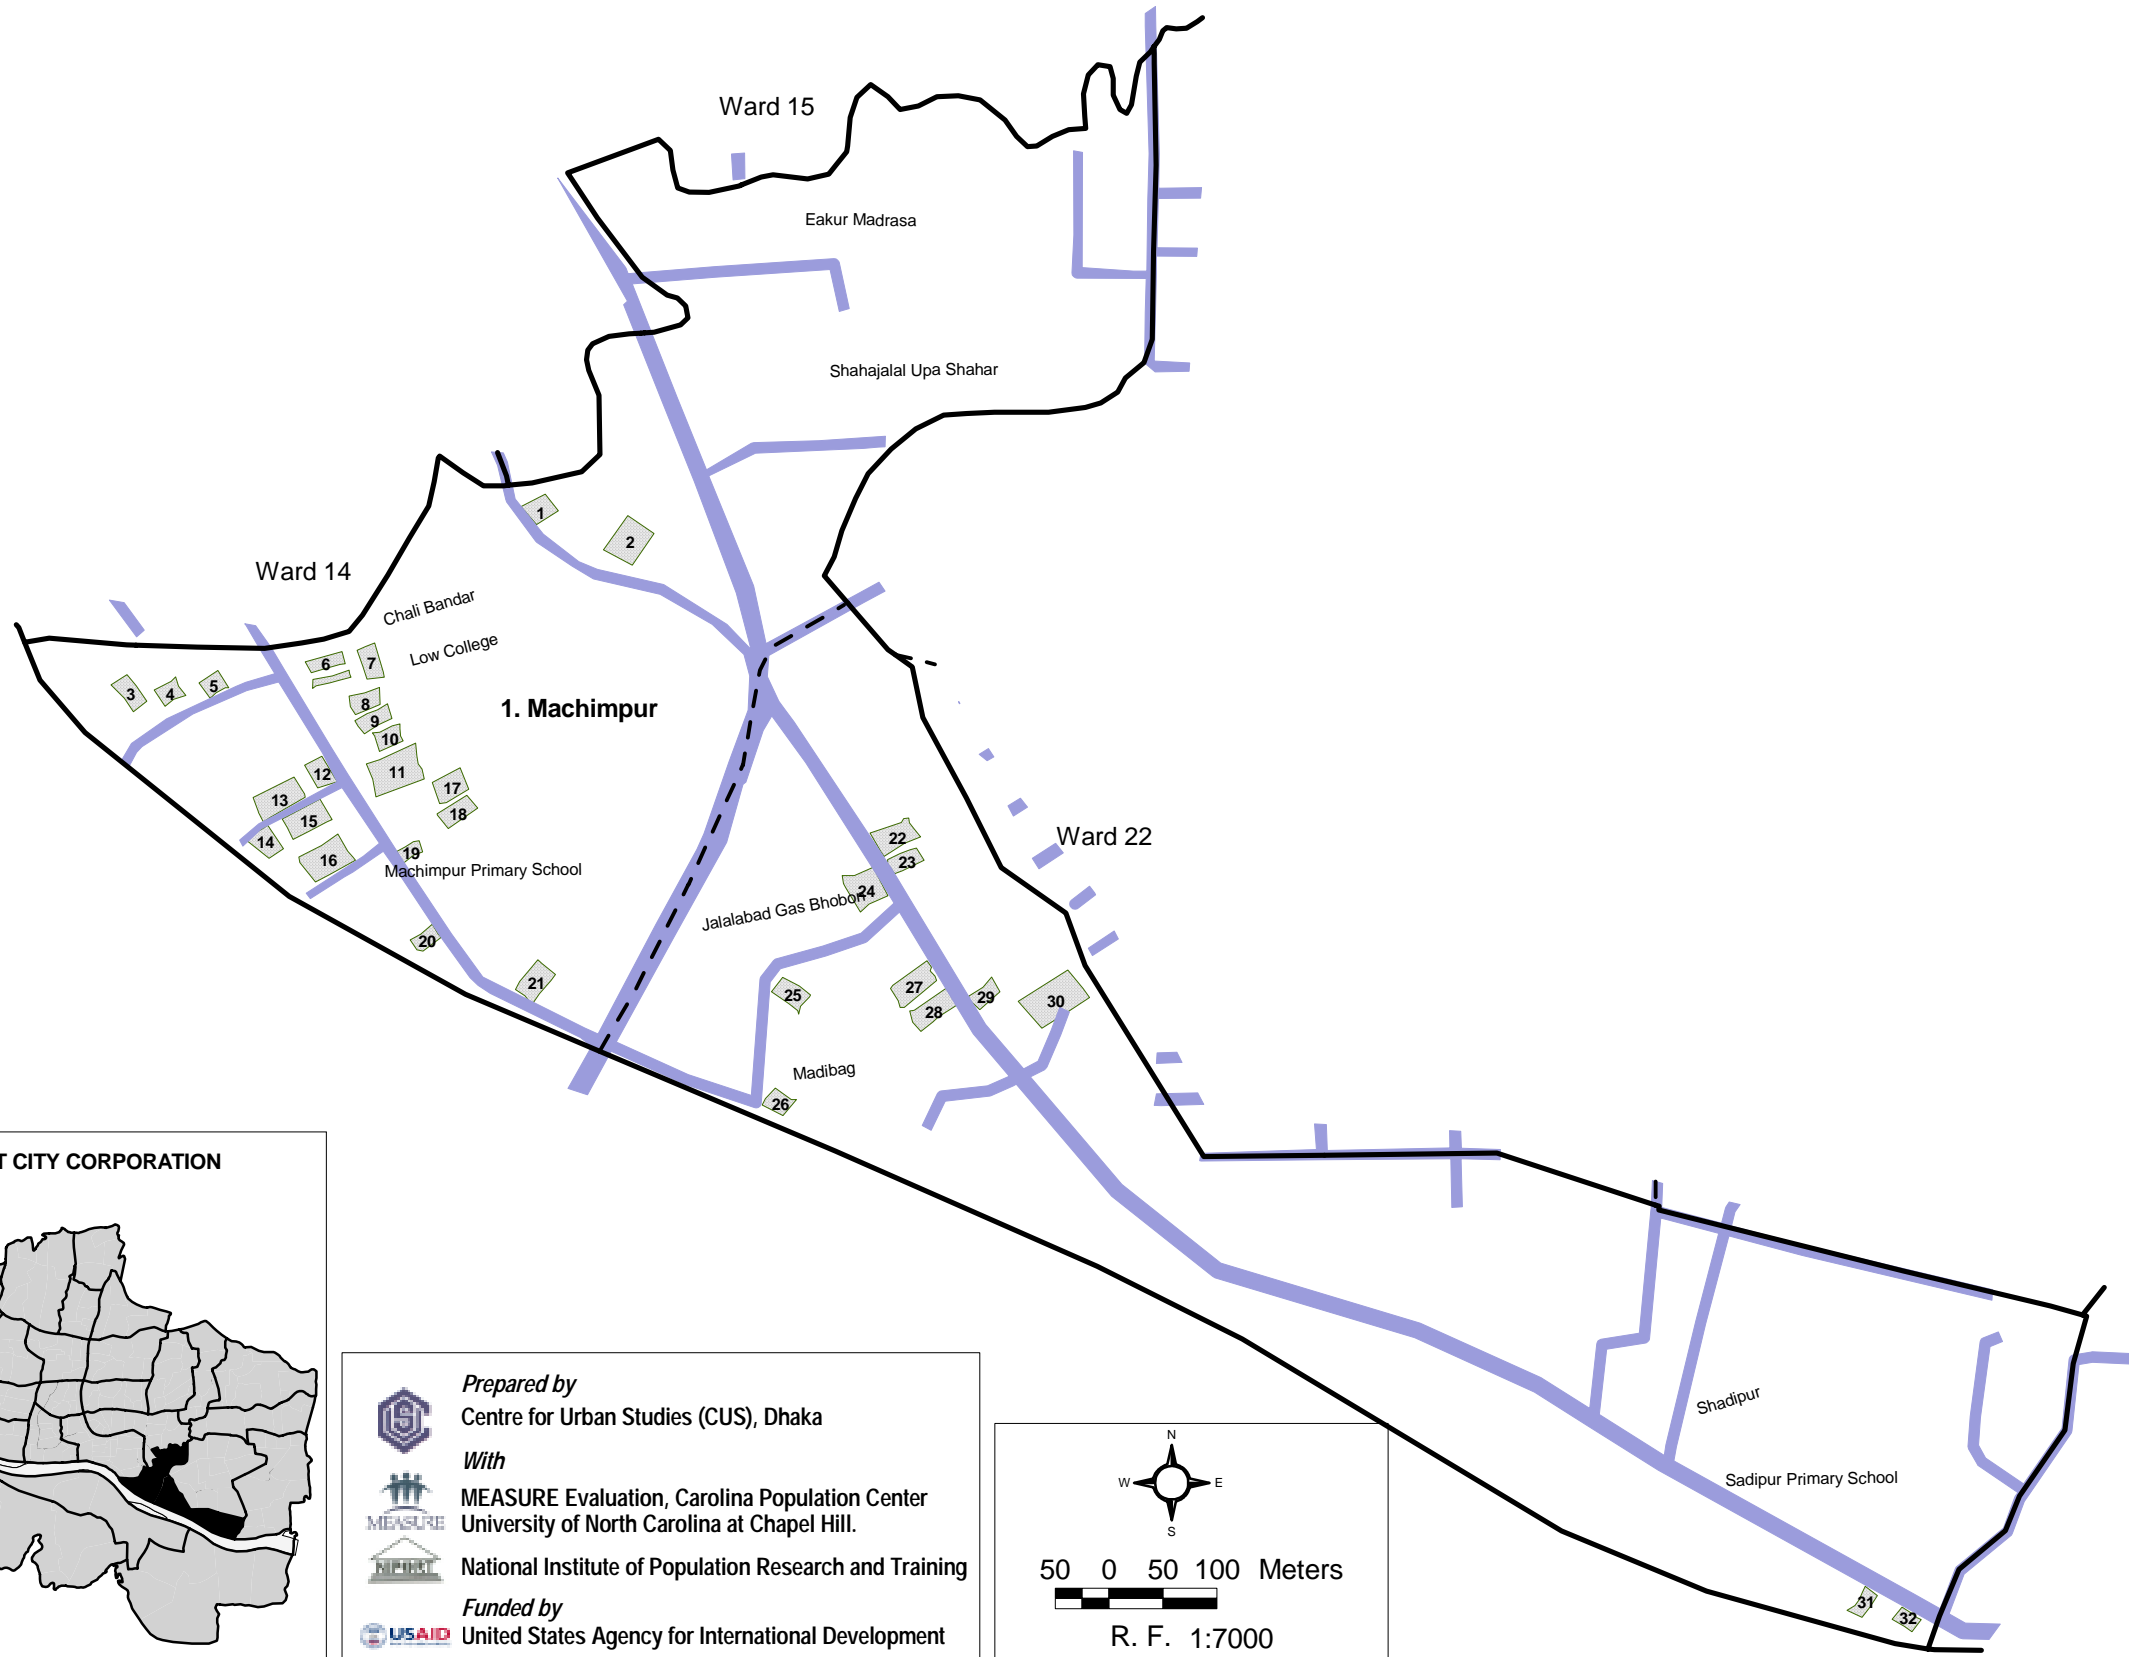 Ward 15
Eakur Madrasa
Shahajalal Upa Shahar
1
2
Ward 14
Chali Bandar
Low College
1. Machimpur
3
4
5
6
7
8
9
10
11
12
13
14
15
16
17
18
19
Machimpur Primary School
20
21
Ward 22
22
23
24
Jalalabad Gas Bhobon
25
26
27
28
29
30
Madibag
T CITY CORPORATION
Prepared by
Centre for Urban Studies (CUS), Dhaka
With
MEASURE
MEASURE Evaluation, Carolina Population Center
University of North Carolina at Chapel Hill.
NIPORT
National Institute of Population Research and Training
Funded by
USAID
United States Agency for International Development
N
W
E
S
50 0 50 100 Meters
R. F. 1:7000
Shadipur
Sadipur Primary School
31
32